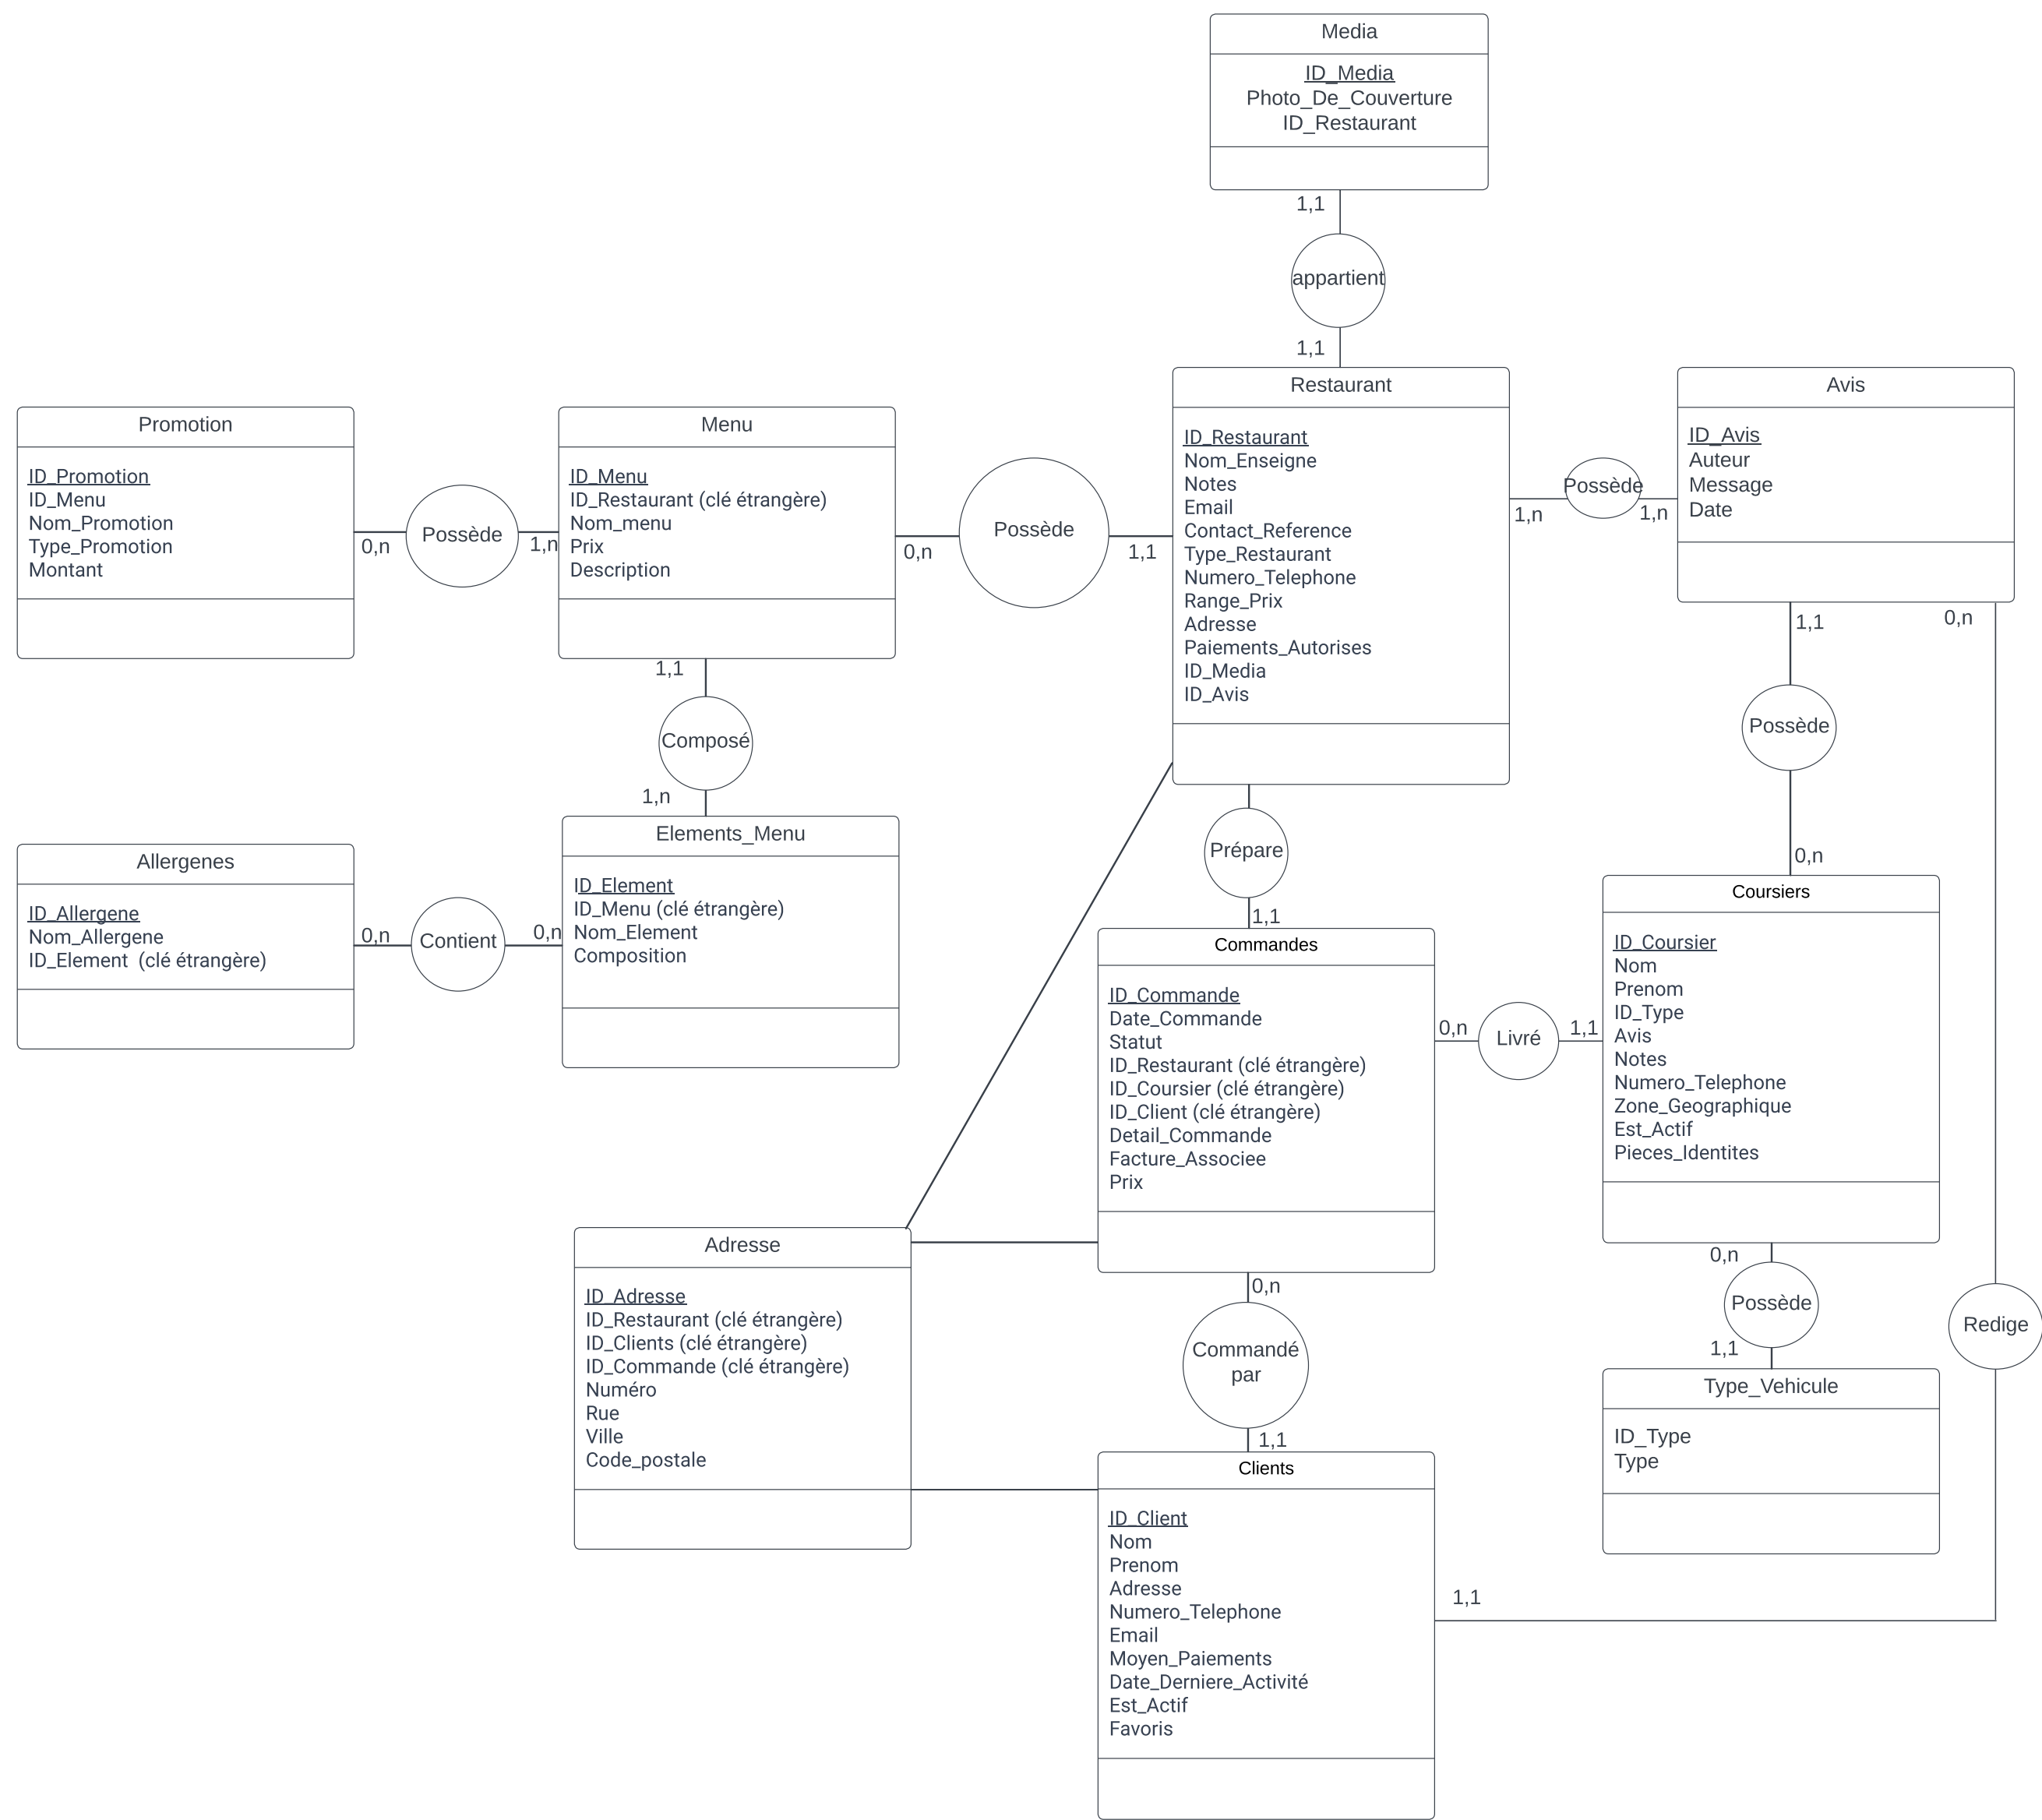 Media
ID_Media
Photo_De_Couverture
ID_Restaurant
1,1
appartient
1,1
Promotion
ID_Promotion
ID_Menu
Nom_Promotion
Type_Promotion
Montant
0,n
Possède
1,n
Menu
ID_Menu
ID_Restaurant (clé étrangère)
Nom_menu
Prix
Description
0,n
Possède
1,1
Restaurant
ID_Restaurant
Nom_Enseigne
Notes
Email
Contact_Reference
Type_Restaurant
Numero_Telephone
Range_Prix
Adresse
Paiements_Autorises
ID_Media
ID_Avis
1,n
Possède
1,n
Avis
ID_Avis
Auteur
Message
Date
1,1
0,n
Possède
0,n
1,1
Composé
1,n
Allergenes
ID_Allergene
Nom_Allergene
ID_Element  (clé étrangère)
0,n
Contient
0,n
Elements_Menu
ID_Element
ID_Menu (clé étrangère)
Nom_Element
Composition
Prépare
1,1
Commandes
ID_Commande
Date_Commande
Statut
ID_Restaurant (clé étrangère)
ID_Coursier (clé étrangère)
ID_Client (clé étrangère)
Detail_Commande
Facture_Associee
Prix
0,n
Livré
1,1
Coursiers
ID_Coursier
Nom
Prenom
ID_Type
Avis
Notes
Numero_Telephone
Zone_Geographique
Est_Actif
Pieces_Identites
Adresse
ID_Adresse
ID_Restaurant (clé étrangère)
ID_Clients (clé étrangère)
ID_Commande (clé étrangère)
Numéro
Rue
Ville
Code_postale
0,n
Commandé
par
1,1
0,n
Possède
1,1
Redige
Type_Vehicule
ID_Type
Type
Clients
ID_Client
Nom
Prenom
Adresse
Numero_Telephone
Email
Moyen_Paiements
Date_Derniere_Activité
Est_Actif
Favoris
1,1